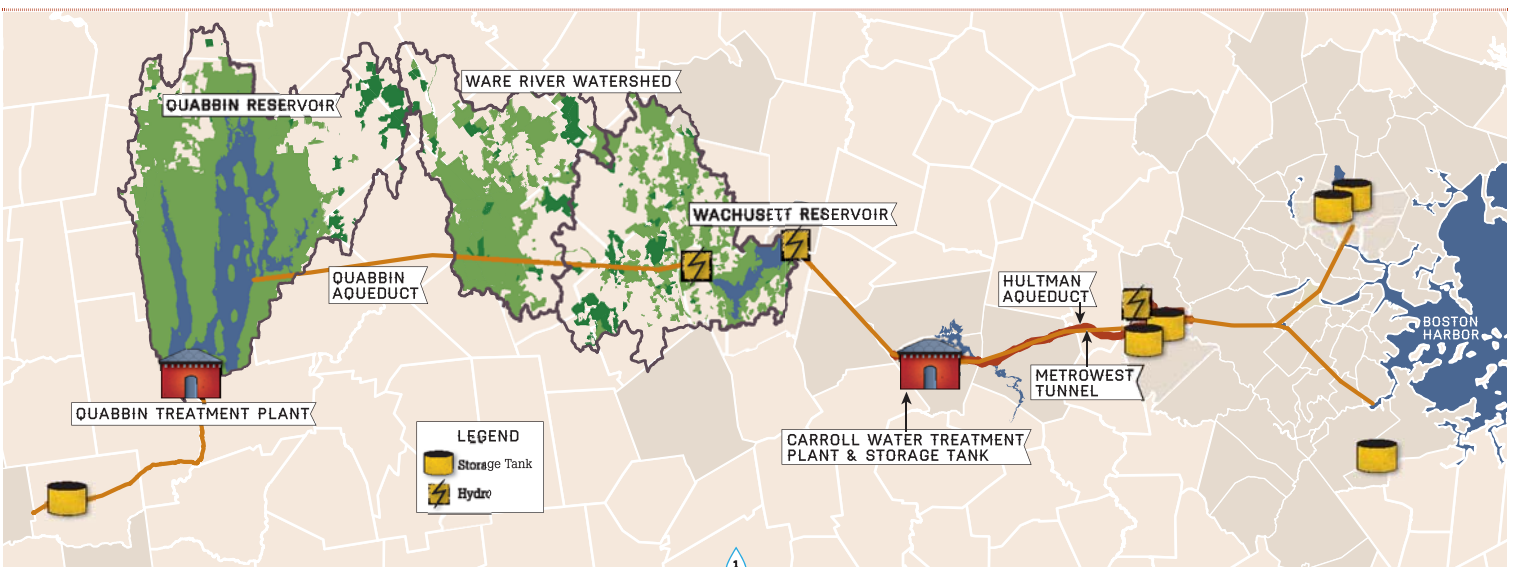 WARE RIVER WATERSHED
QUABBIN RESERVOIR
WACHUSETT RESERVOIR
QUABBIN
AQUEDUCT
HULTMAN
AQUEDUCT
BOSTON
HARBOR
METROWEST
TUNNEL
QUABBIN TREATMENT PLANT
CARROLL WATER TREATMENT
PLANT & STORAGE TANK
LEGEND
Storage Tank
Hydro
1